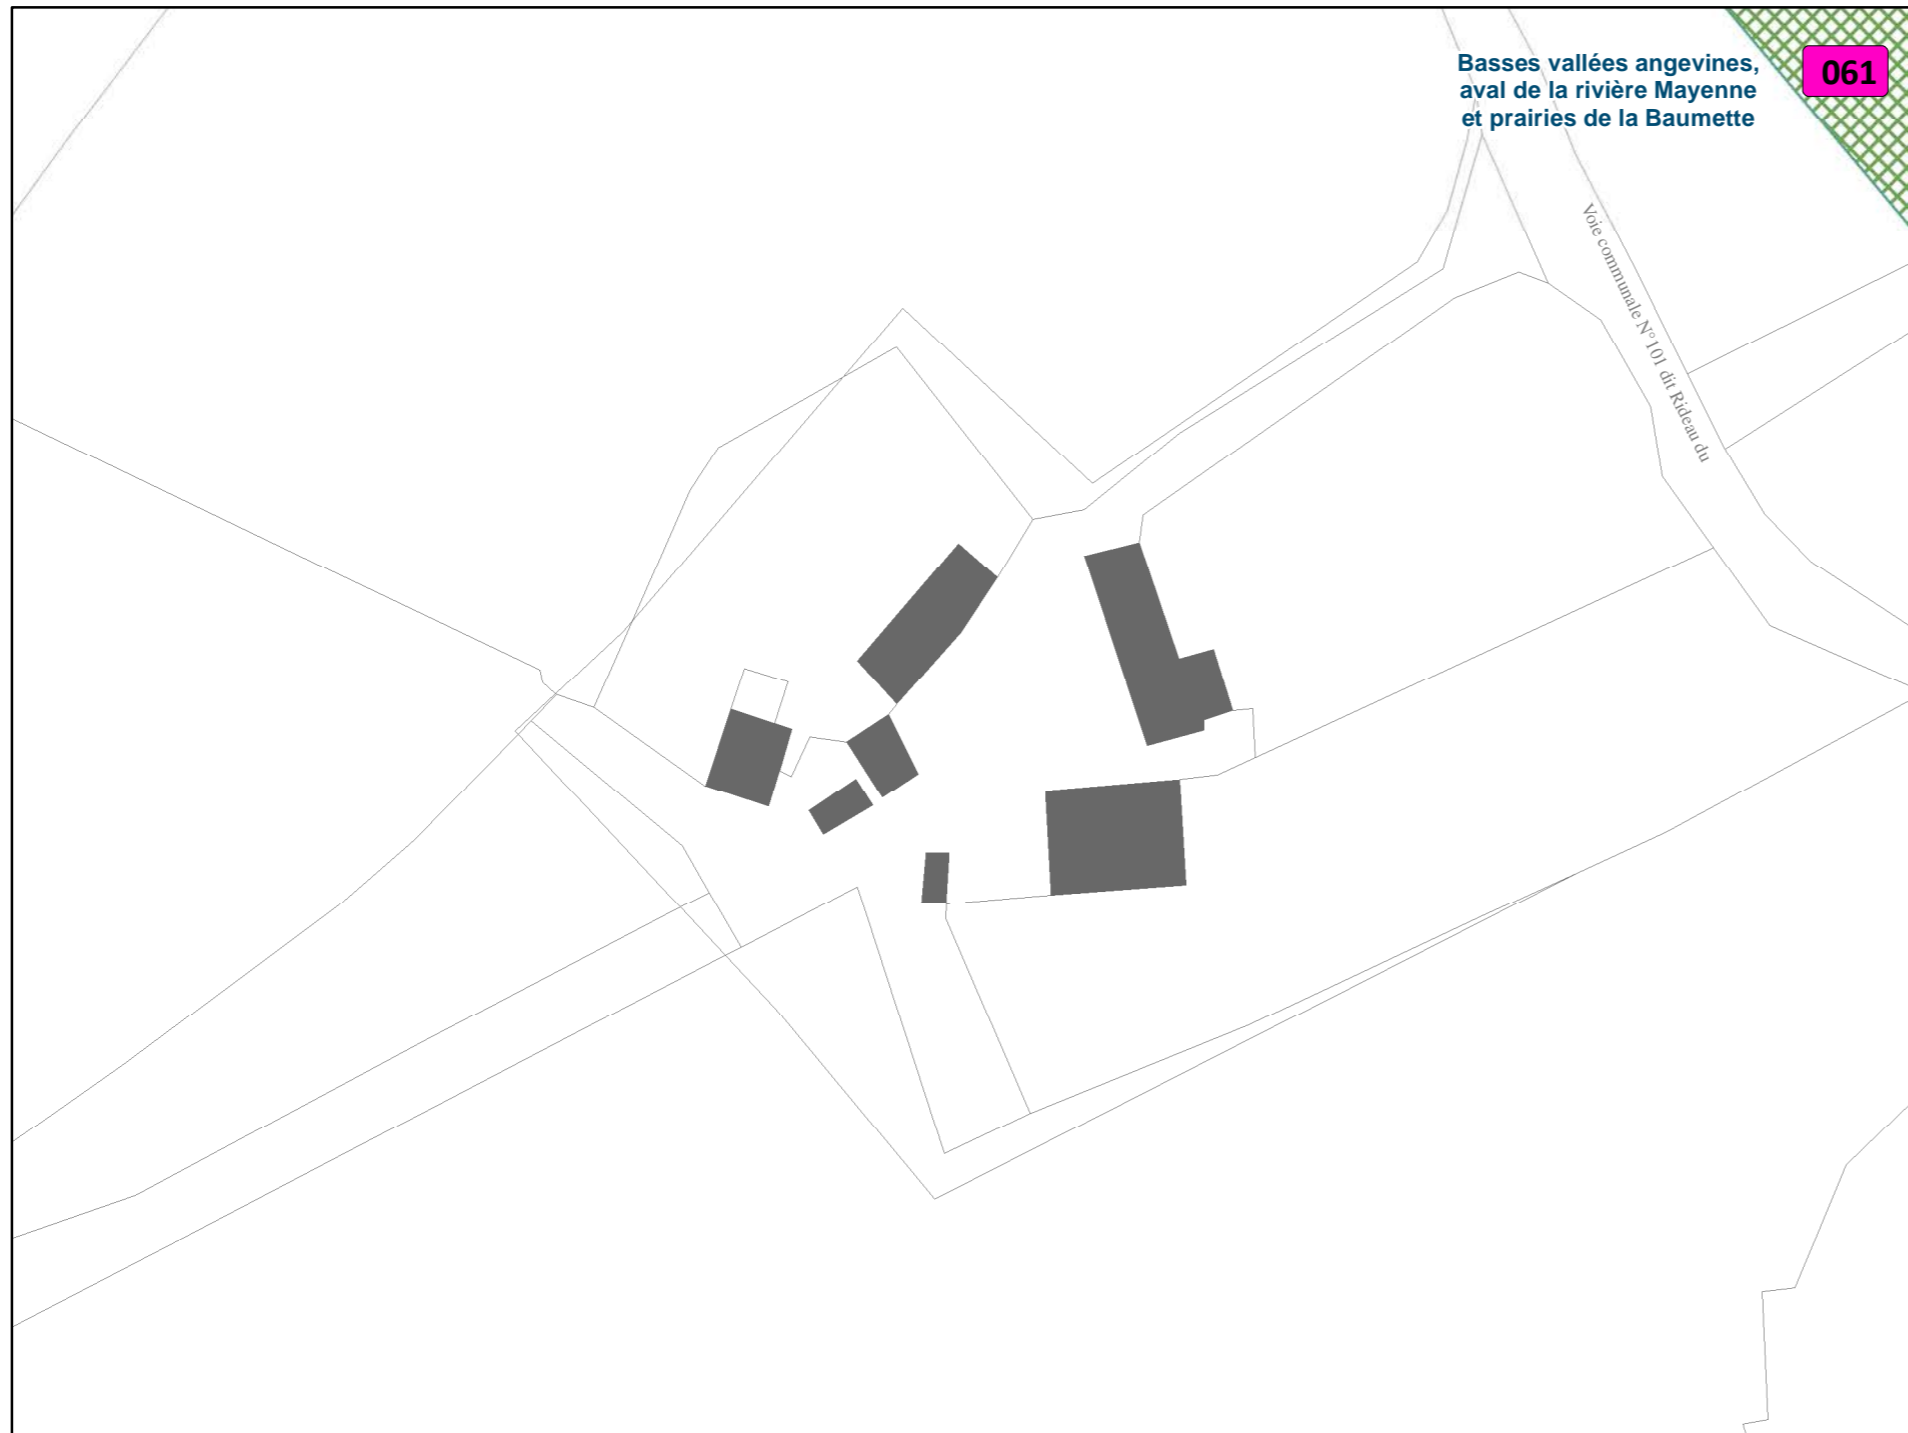 Basses vallées angevines,
aval de la rivière Mayenne
et prairies de la Baumette
061
Voie communale N°101 dit Rideau du